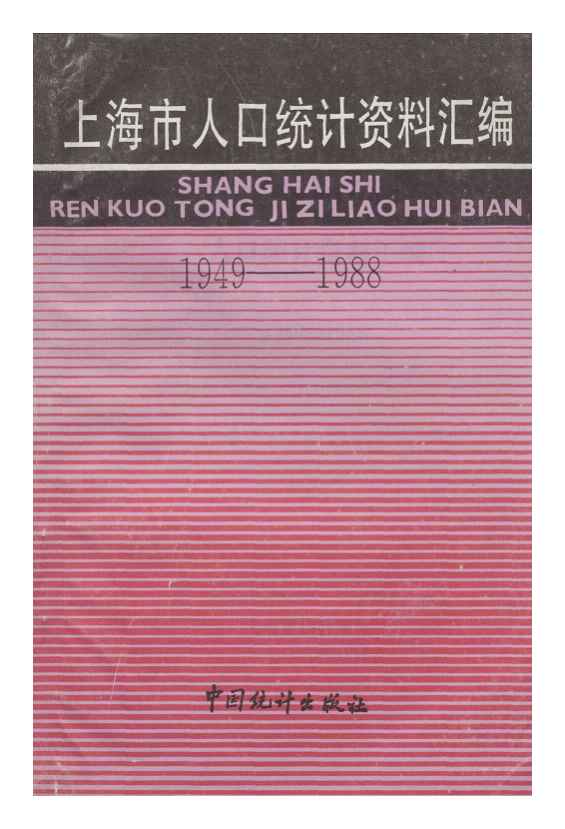 上海市人口统计资料汇编
SHANG HAI SHI
REN KUO TONG JI ZI LIAO HUI BIAN
1949——1988
中国统计出版社